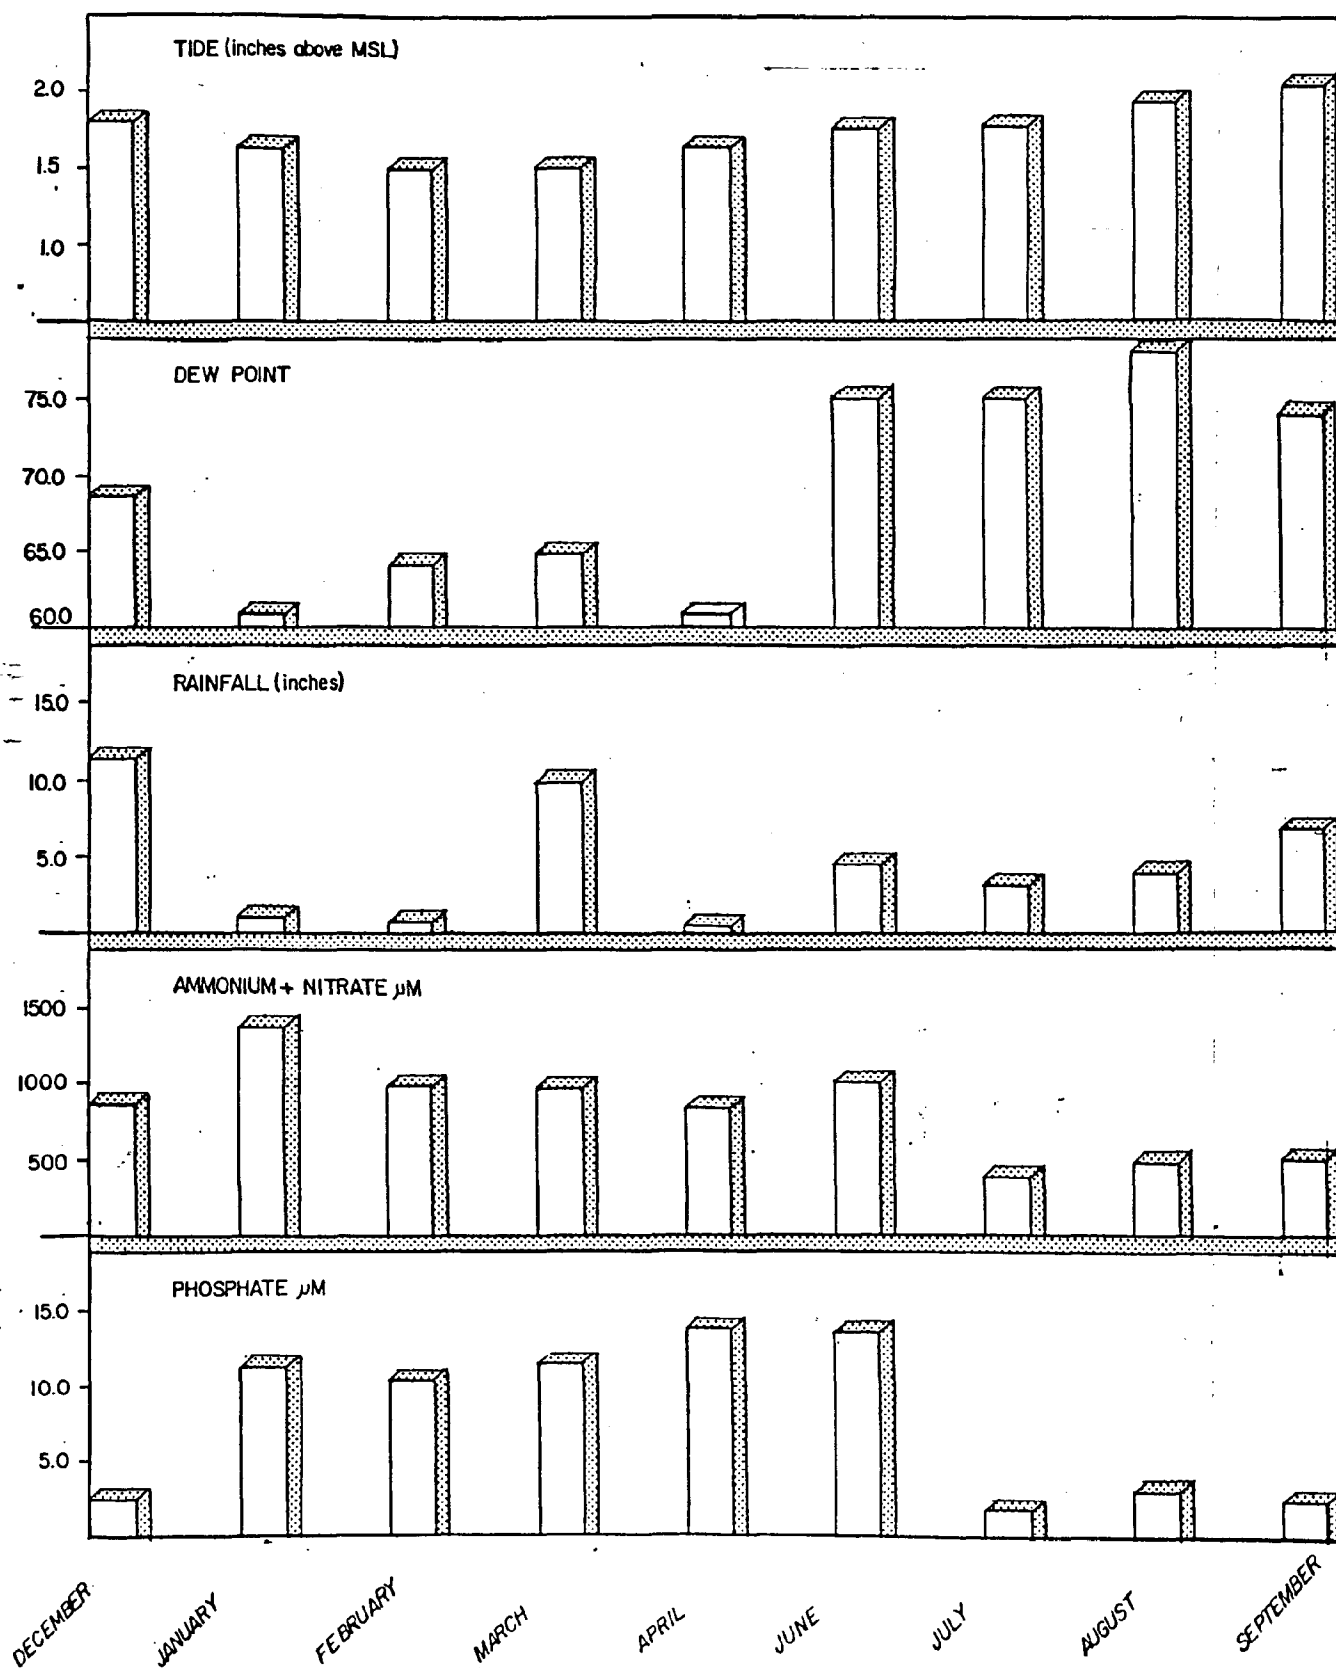 TIDE (inches above MSL)
2.0
1.5
1.0
DEW POINT
75.0
70.0
65.0
60.0
RAINFALL (inches)
15.0
10.0
5.0
AMMONIUM + NITRATE µM
1500
1000
500
PHOSPHATE µM
15.0
10.0
5.0
DECEMBER JANUARY FEBRUARY MARCH APRIL JUNE JULY AUGUST SEPTEMBER